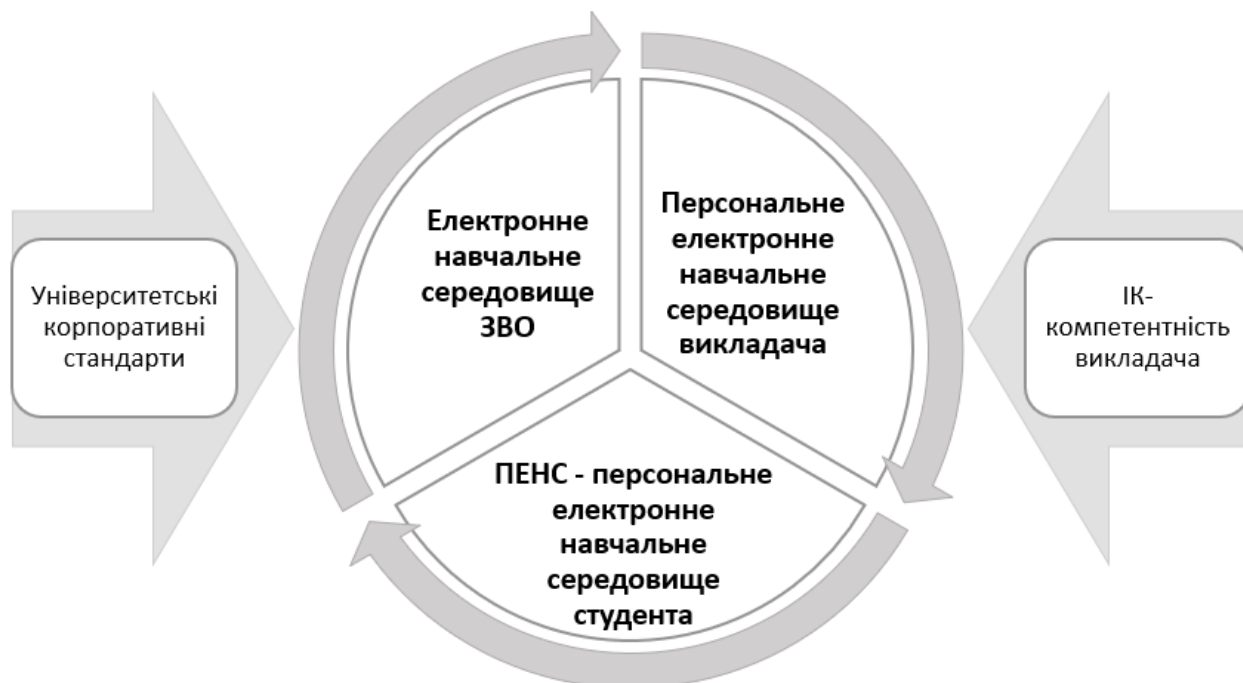 Університетські
корпоративні
стандарти
Електронне
навчальне
середовище
ЗВО
Персональне
електронне
навчальне
середовище
викладача
ІК-
компетентність
викладача
ПЕНС - персональне
електронне
навчальне
середовище
студента